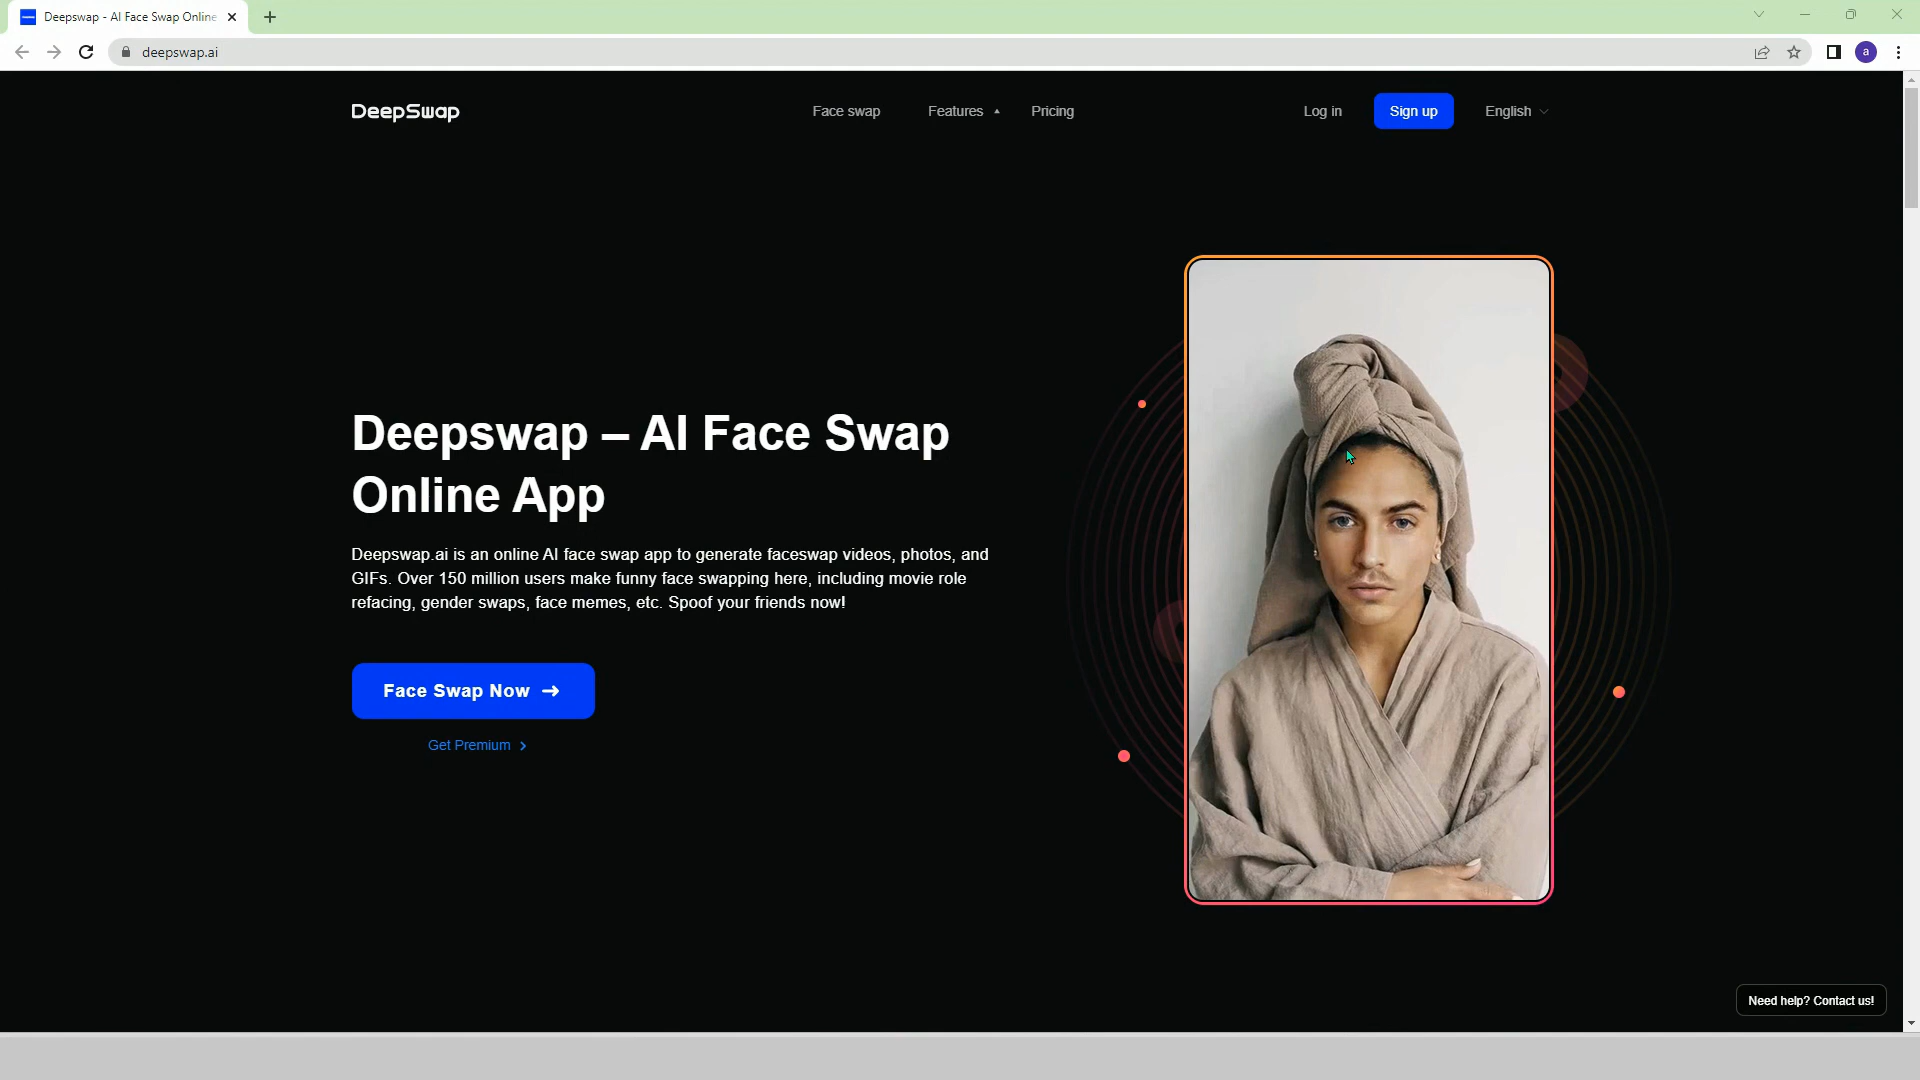 Deepswap - AI Face Swap Online
deepswap.ai
a
DeepSwap
Face swap
Features
Pricing
Log in
Sign up
English
Deepswap – AI Face Swap
Online App
Deepswap.ai is an online AI face swap app to generate faceswap videos, photos, and
GIFs. Over 150 million users make funny face swapping here, including movie role
refacing, gender swaps, face memes, etc. Spoof your friends now!
Face Swap Now
Get Premium
Need help? Contact us!